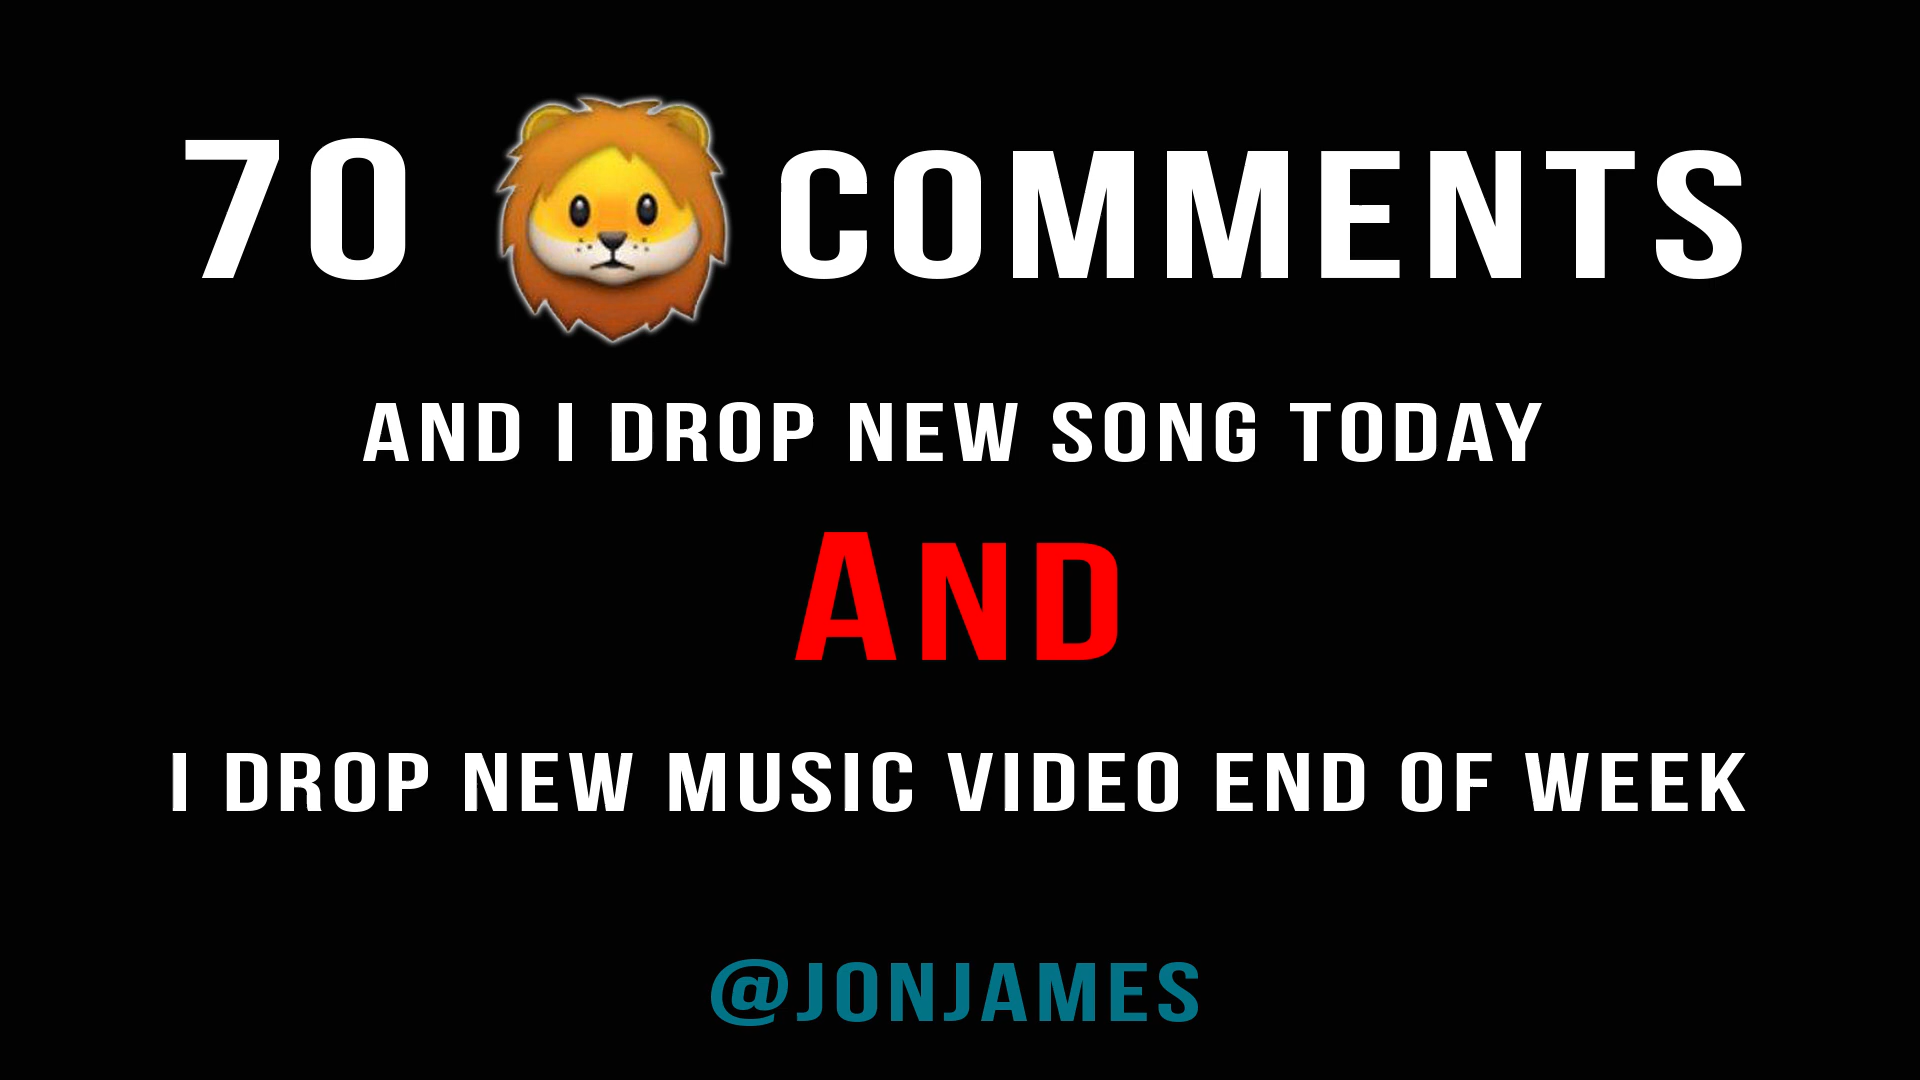 70 🦁 COMMENTS
AND I DROP NEW SONG TODAY
AND
I DROP NEW MUSIC VIDEO END OF WEEK
@JONJAMES